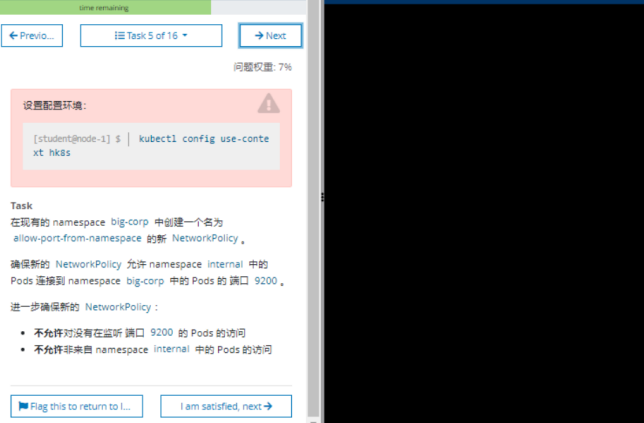 time remaining
Previo...
Task 5 of 16
Next
问题权重: 7%
设置配置环境:
[student@node-1] $ | kubectl config use-conte
xt hk8s
Task
在现有的 namespace big-corp 中创建一个名为
allow-port-from-namespace 的新 NetworkPolicy 。
确保新的 NetworkPolicy 允许 namespace internal 中的
Pods 连接到 namespace big-corp 中的 Pods 的 端口 9200 。
进一步确保新的 NetworkPolicy :
• 不允许对没有在监听 端口 9200 的 Pods 的访问
• 不允许非来自 namespace internal 中的 Pods 的访问
Flag this to return to l...
I am satisfied, next